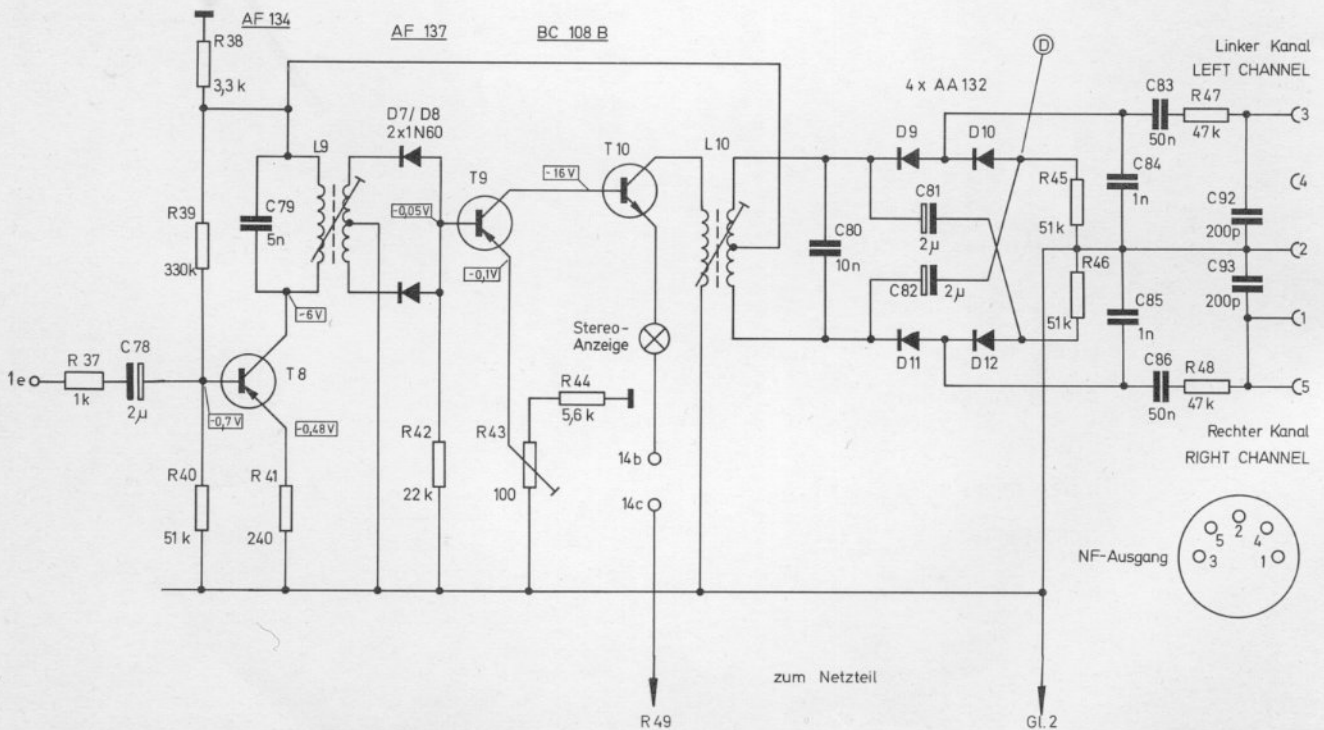 AF 134
AF 137
BC 108 B
R38
3,3 k
D7/ D8
2x1N60
L9
C79
5n
R39
330k
-6V
-0,05V
T9
-0,1V
-16V
T10
L10
4 x AA 132
D
D9
D10
C81
2µ
C80
10n
C82
2µ
D11
D12
R45
51k
R46
51k
C83
50n
R47
47k
C84
1n
C85
1n
C86
50n
R48
47k
C92
200p
C93
200p
Linker Kanal
LEFT CHANNEL
3
4
2
1
5
Rechter Kanal
RIGHT CHANNEL
1e
R 37
1k
C78
2µ
T8
-0,7V
-0,48V
R40
51k
R 41
240
R42
22k
R43
100
R44
5,6 k
Stereo-
Anzeige
14b
14c
NF-Ausgang
5
2
4
3
1
zum Netzteil
R 49
Gl. 2